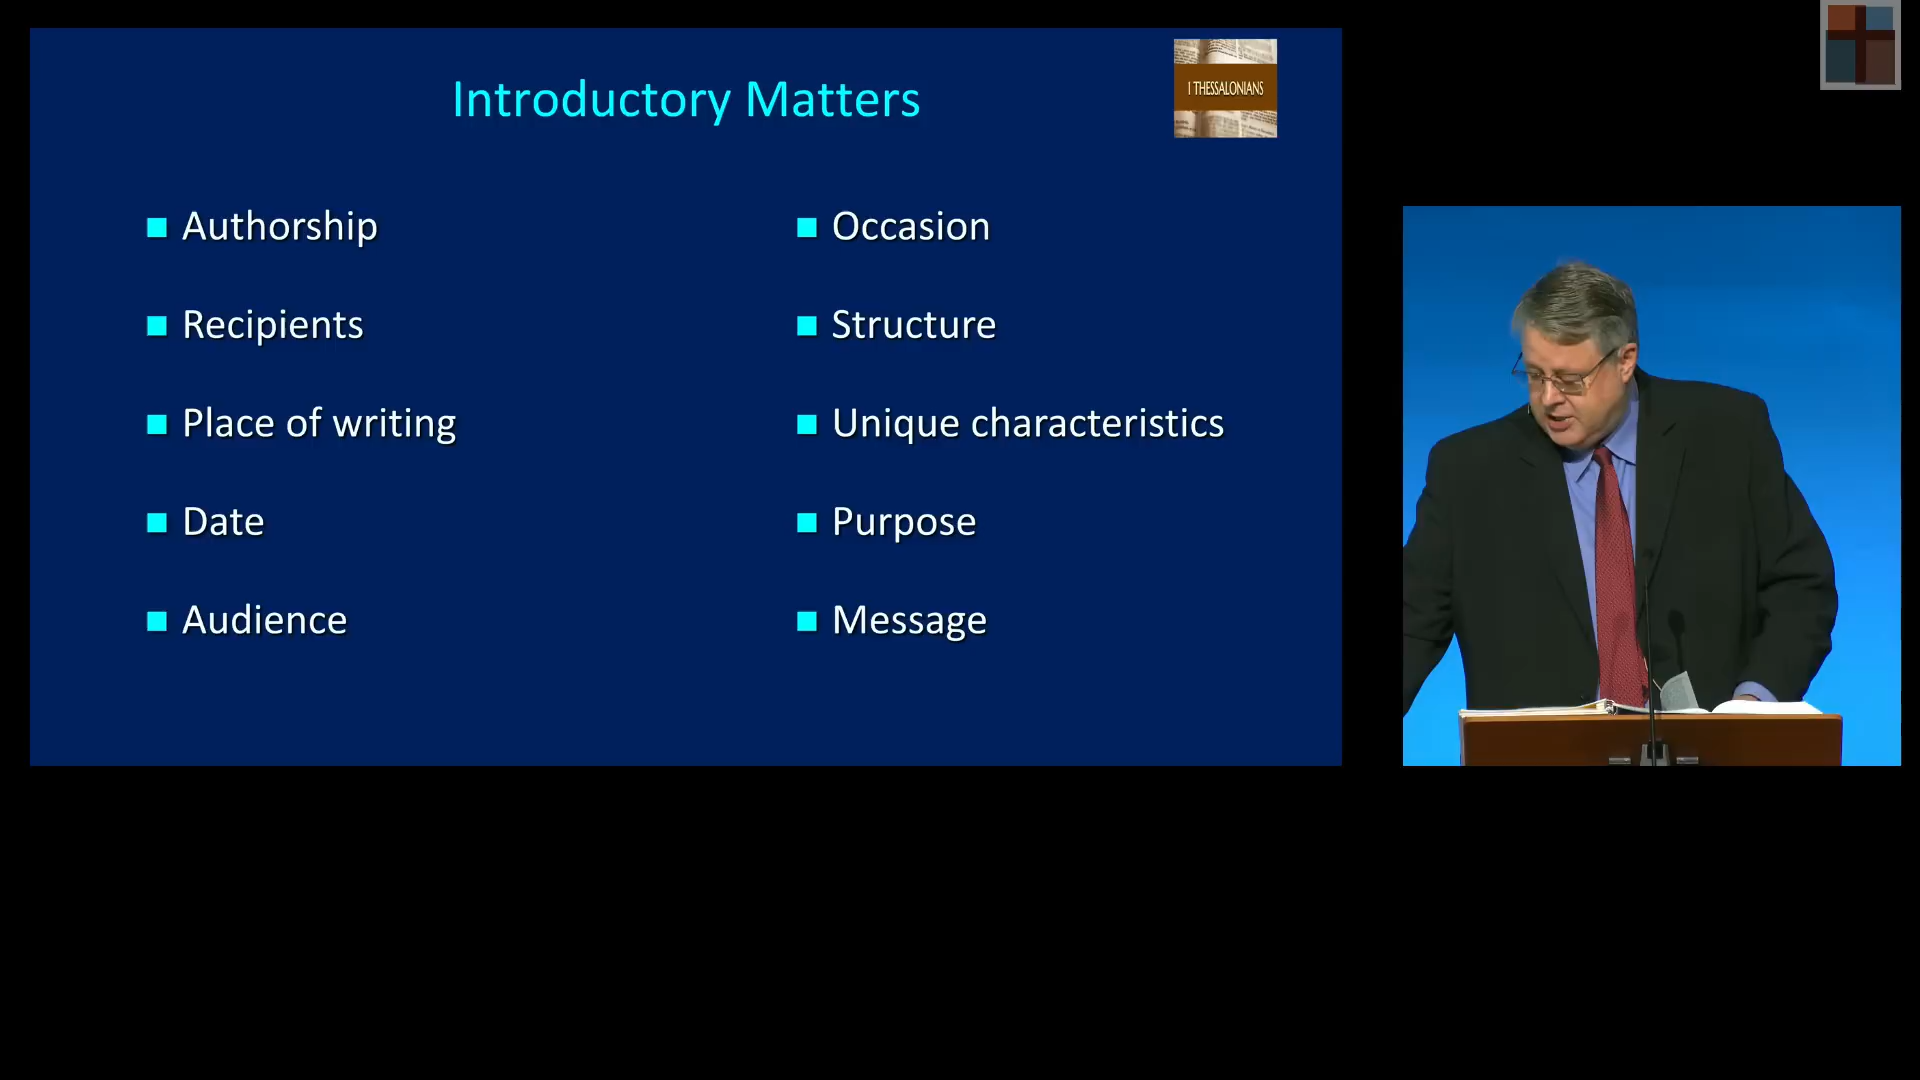 Introductory Matters
I THESSALONIANS
Authorship
Recipients
Place of writing
Date
Audience
Occasion
Structure
Unique characteristics
Purpose
Message